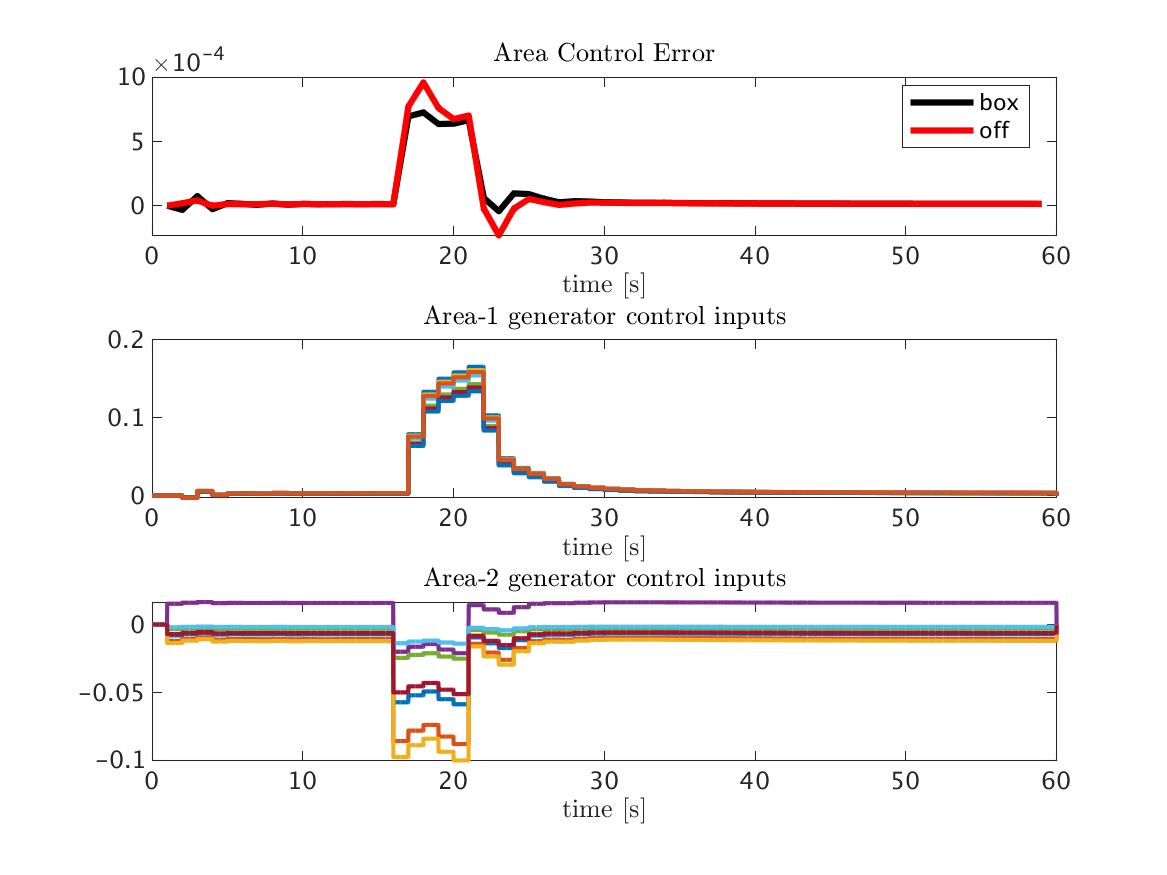 Area Control Error
×10⁻⁴
10
5
0
box
off
0 10 20 30 40 50 60
time [s]
Area-1 generator control inputs
0.2
0.1
0
0 10 20 30 40 50 60
time [s]
Area-2 generator control inputs
0
-0.05
-0.1
0 10 20 30 40 50 60
time [s]